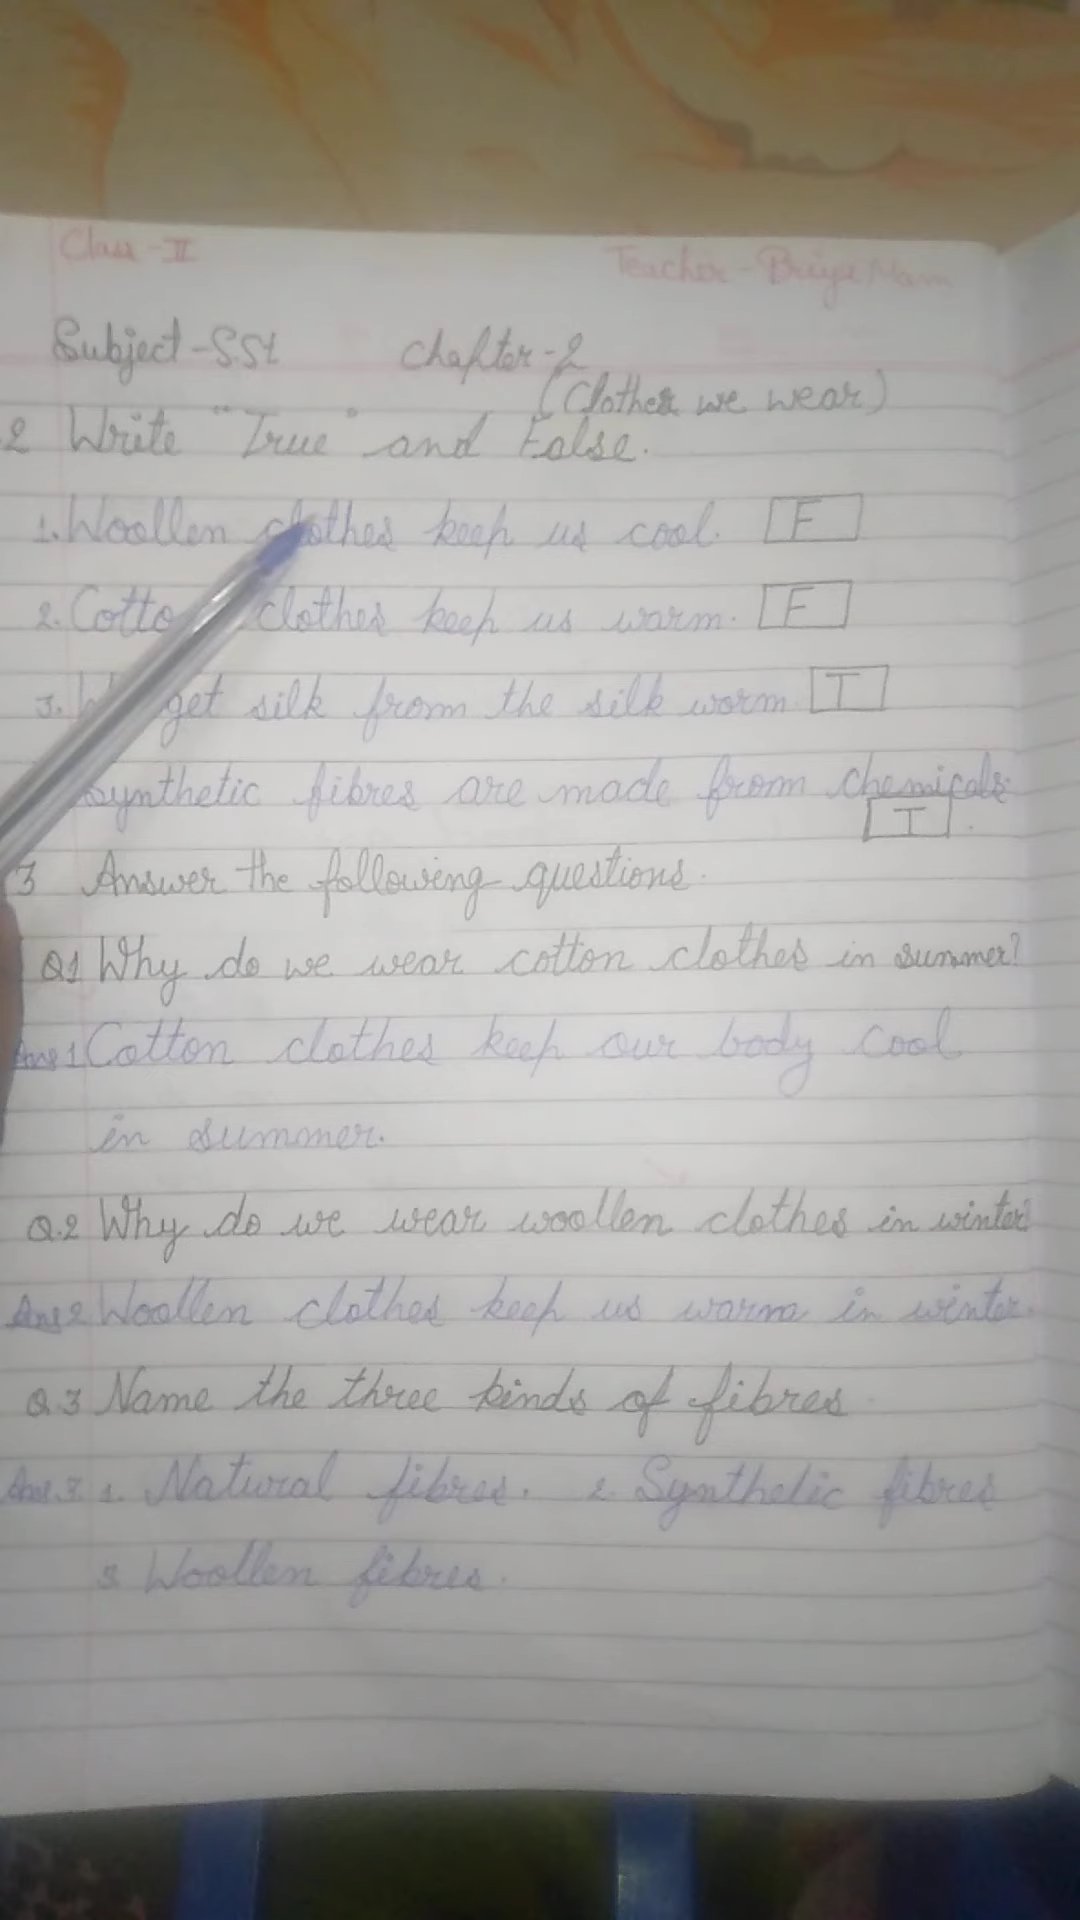 Class - II Teacher - Mam
Subject - S.St Chapter - 2
(Clothes we wear)
2 Write "True" and False.
1. Woollen clothes keep us cool. F
2. Cotto clothes keep us warm. F
3. get silk from the silk worm T
Synthetic fibres are made from chemicals.
T
3 Answer the following questions.
Q1 Why do we wear cotton clothes in summer?
Ans 1 Cotton clothes keep our body cool
in summer.
Q.2 Why do we wear woollen clothes in winter?
Ans 2 Woollen clothes keep us warm in winter.
Q.3 Name the three kinds of fibres.
Ans.3 1. Natural fibres. 2. Synthetic fibres
3 Woollen fibres.